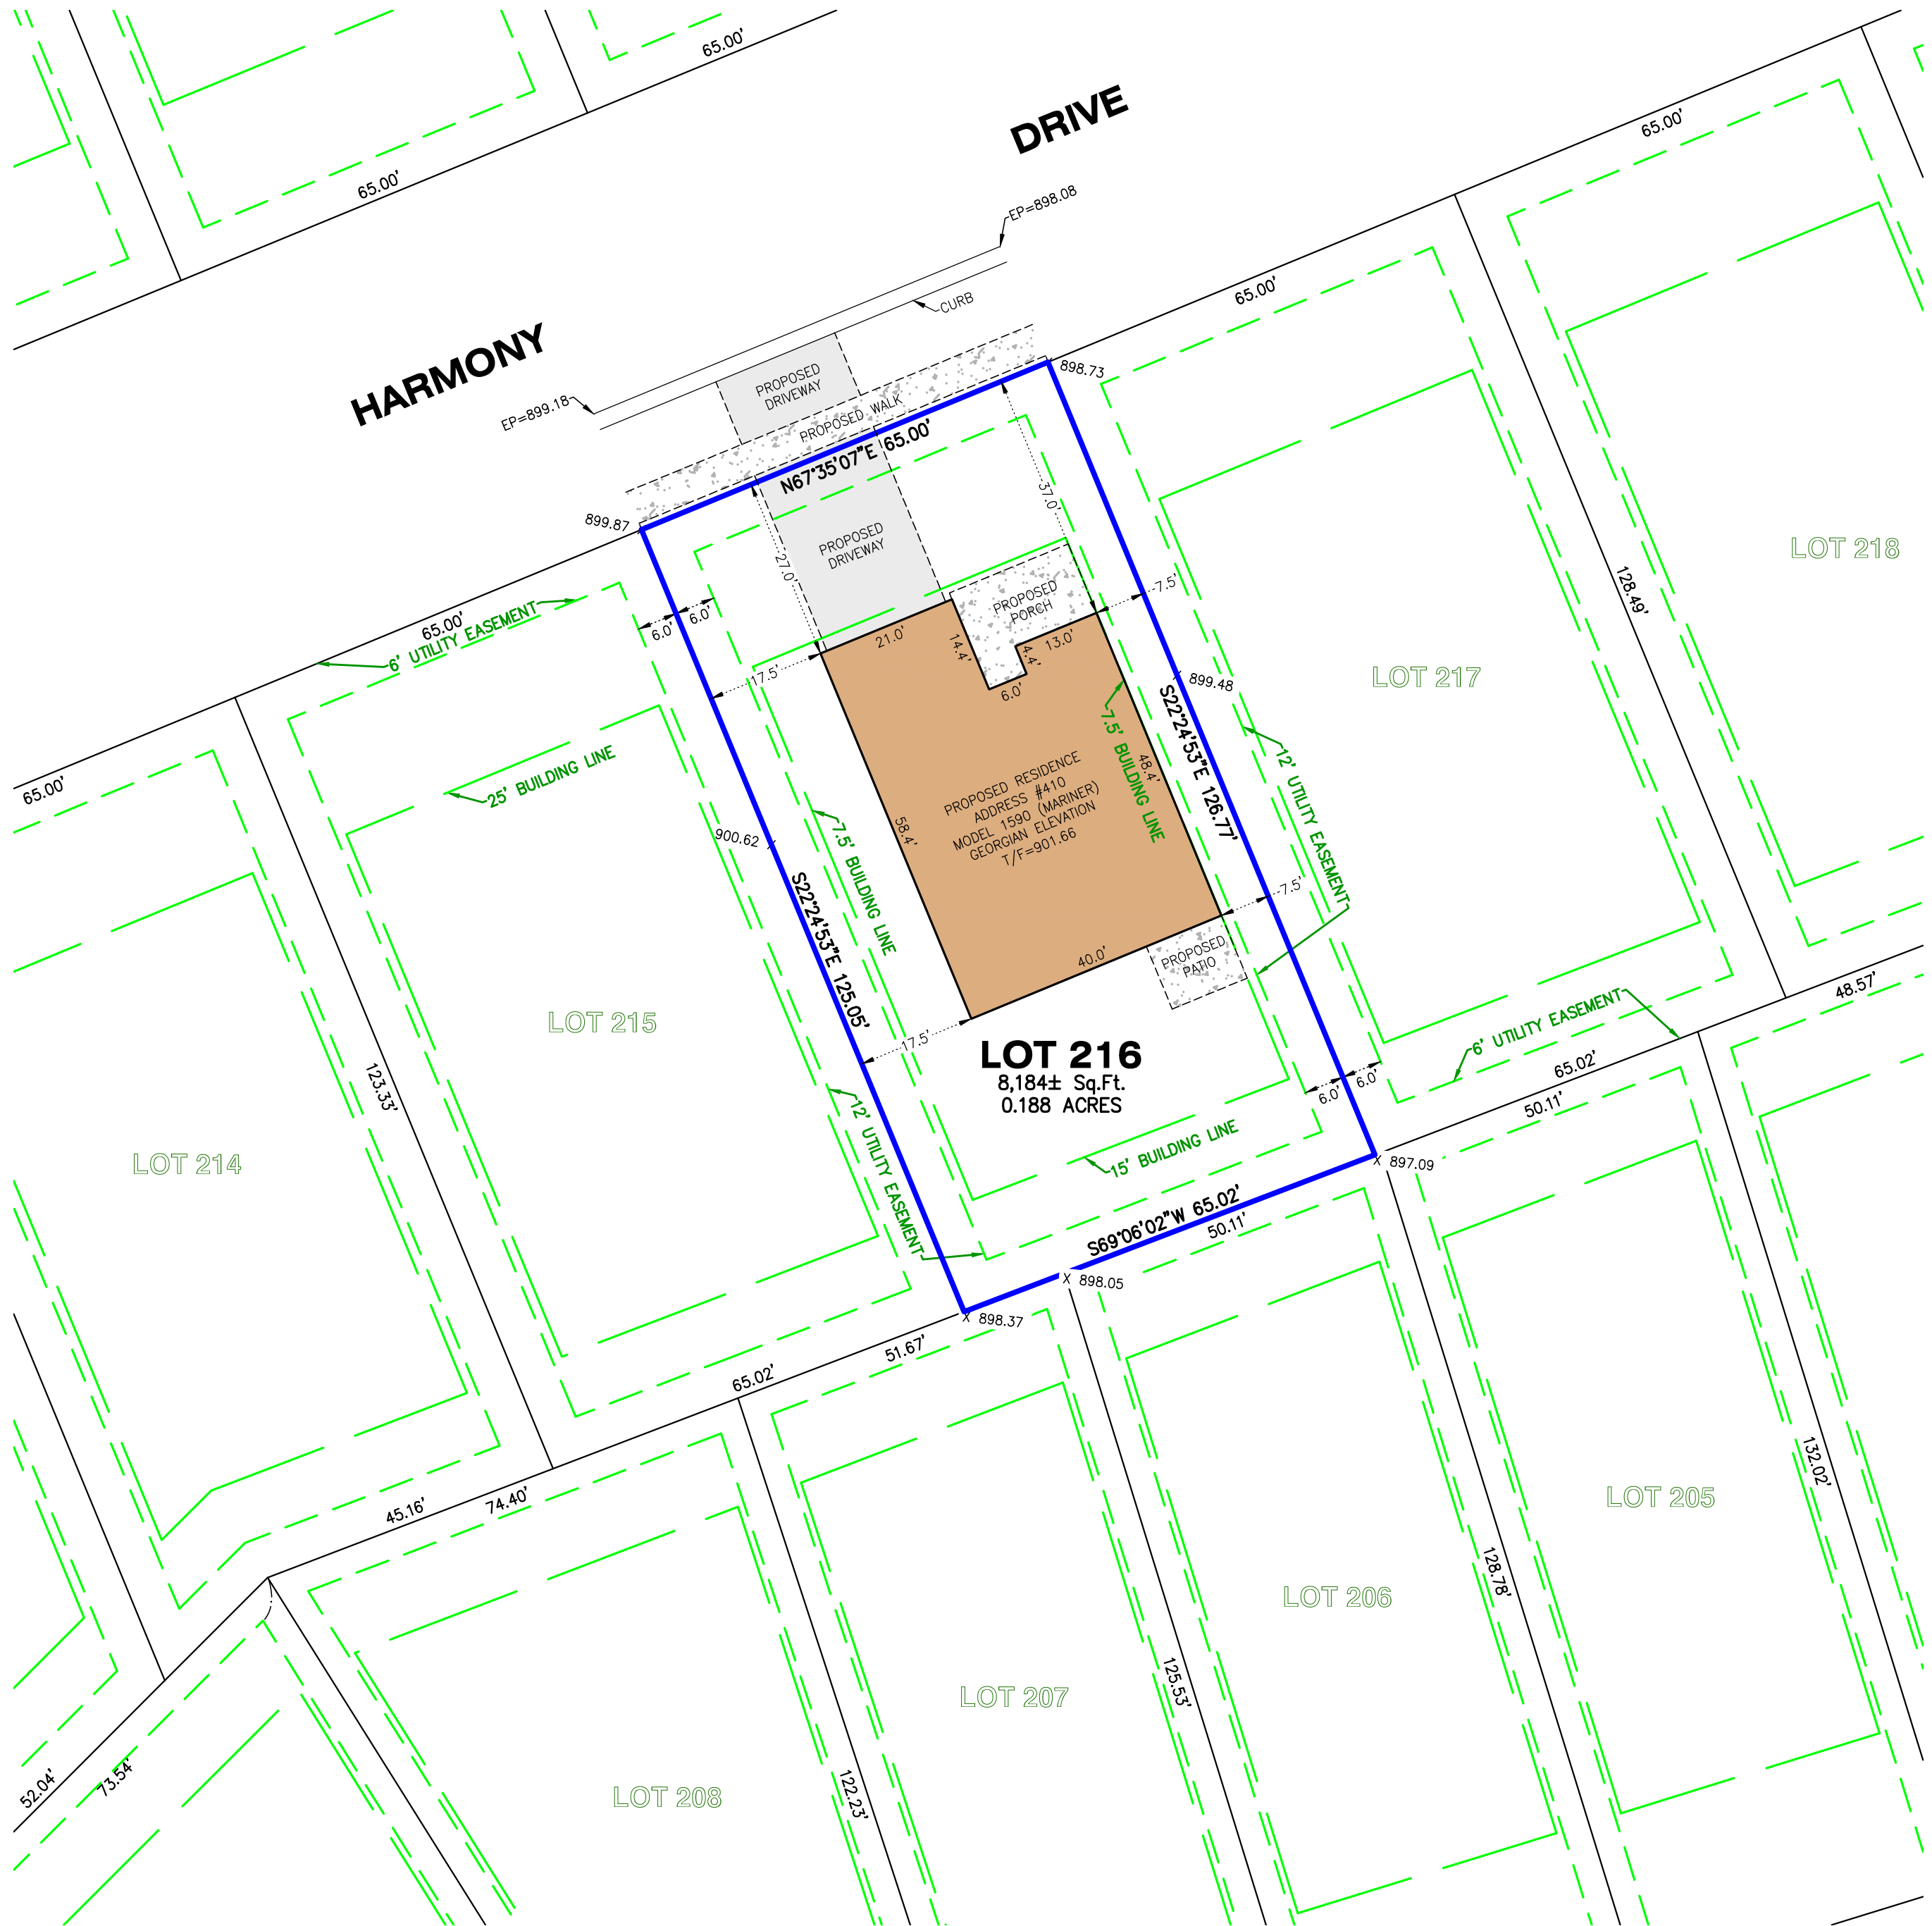 65.00'
65.00'
DRIVE
65.00'
EP=898.08
CURB
65.00'
HARMONY
EP=899.18
PROPOSED
DRIVEWAY
PROPOSED WALK
898.73
N67°35'07"E 65.00'
899.87
27.0'
PROPOSED
DRIVEWAY
37.0'
PROPOSED
PORCH
7.5'
LOT 218
128.49'
65.00'
6' UTILITY EASEMENT
6.0'
6.0'
17.5'
21.0'
14.4'
4.4'
13.0'
6.0'
899.48
S22°24'53"E 126.77'
LOT 217
65.00'
25' BUILDING LINE
7.5' BUILDING LINE
12' UTILITY EASEMENT
48.4'
PROPOSED RESIDENCE
ADDRESS #410
MODEL 1590 (MARINER)
GEORGIAN ELEVATION
T/F=901.66
900.62
58.4'
7.5' BUILDING LINE
S22°24'53"E 125.05'
7.5'
40.0'
PROPOSED
PATIO
17.5'
LOT 215
LOT 216
8,184± Sq.Ft.
0.188 ACRES
48.57'
6' UTILITY EASEMENT
65.02'
50.11'
6.0'
6.0'
123.33'
12' UTILITY EASEMENT
15' BUILDING LINE
897.09
LOT 214
S69°06'02"W 65.02'
50.11'
898.05
898.37
51.67'
65.02'
45.16'
74.40'
132.02'
LOT 205
128.78'
LOT 206
125.53'
LOT 207
122.23'
LOT 208
52.04'
73.54'